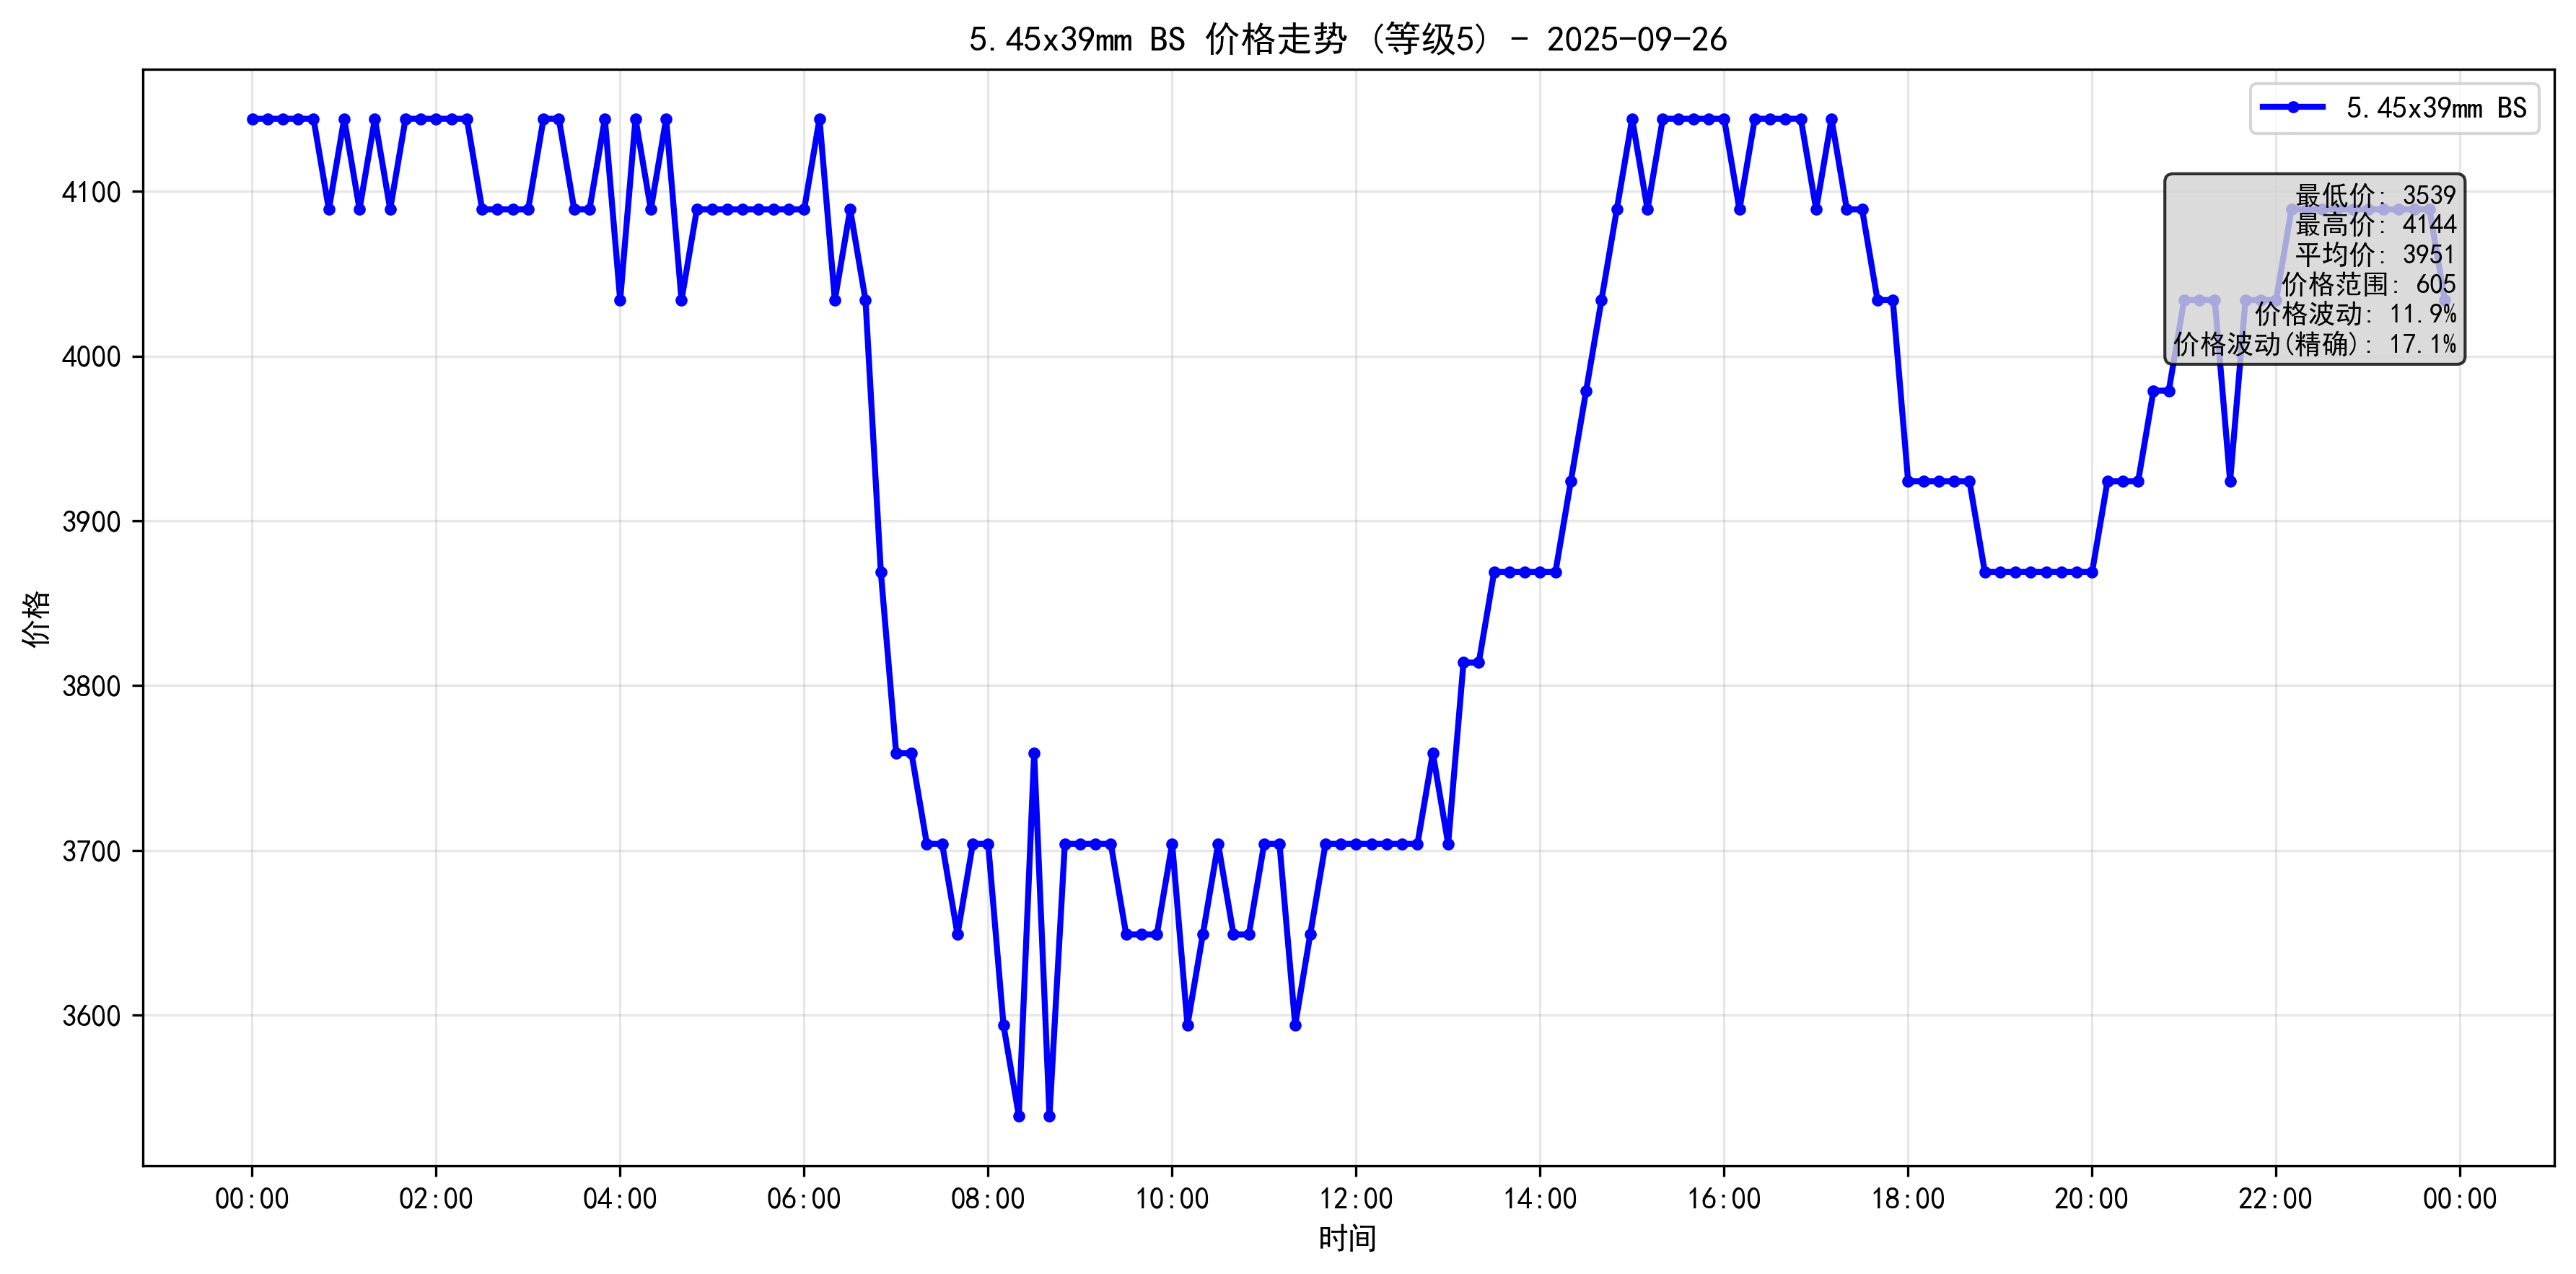 5.45x39mm BS 价格走势 (等级5) - 2025-09-26
5.45x39mm BS
最低价: 3539
最高价: 4144
平均价: 3951
价格范围: 605
价格波动: 11.9%
价格波动(精确): 17.1%
4100
4000
3900
3800
3700
3600
价格
00:00 02:00 04:00 06:00 08:00 10:00 12:00 14:00 16:00 18:00 20:00 22:00 00:00
时间